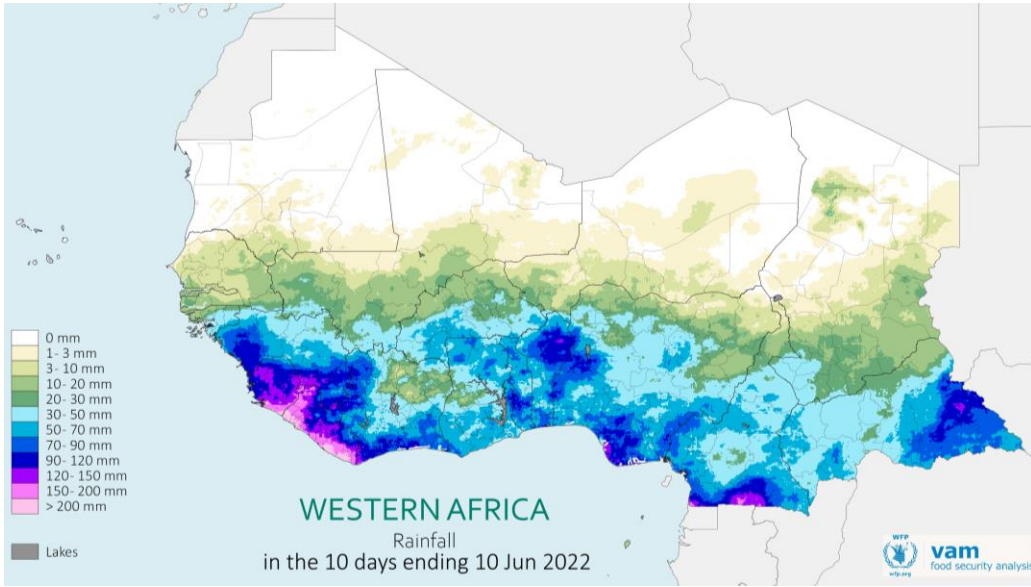 0 mm
1- 3 mm
3- 10 mm
10- 20 mm
20- 30 mm
30- 50 mm
50- 70 mm
70- 90 mm
90- 120 mm
120- 150 mm
150- 200 mm
> 200 mm
Lakes
WESTERN AFRICA
Rainfall
in the 10 days ending 10 Jun 2022
WFP
wfp.org
vam
food security analysis